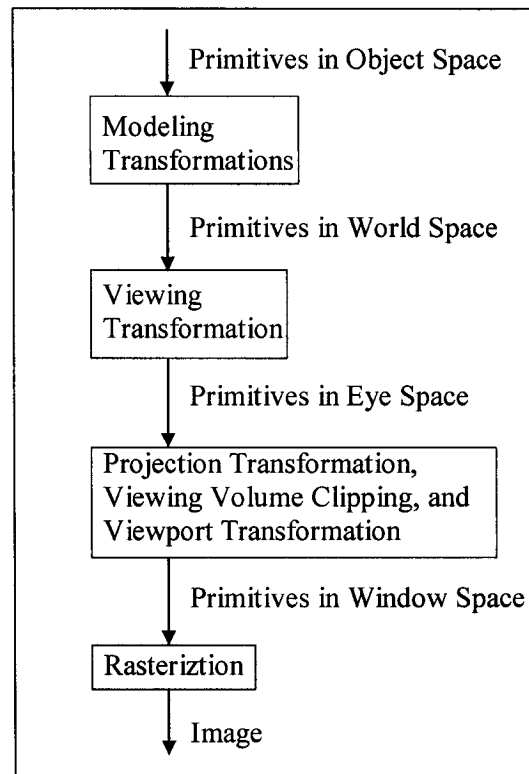 Primitives in Object Space
Modeling
Transformations
Primitives in World Space
Viewing
Transformation
Primitives in Eye Space
Projection Transformation,
Viewing Volume Clipping, and
Viewport Transformation
Primitives in Window Space
Rasteriztion
Image